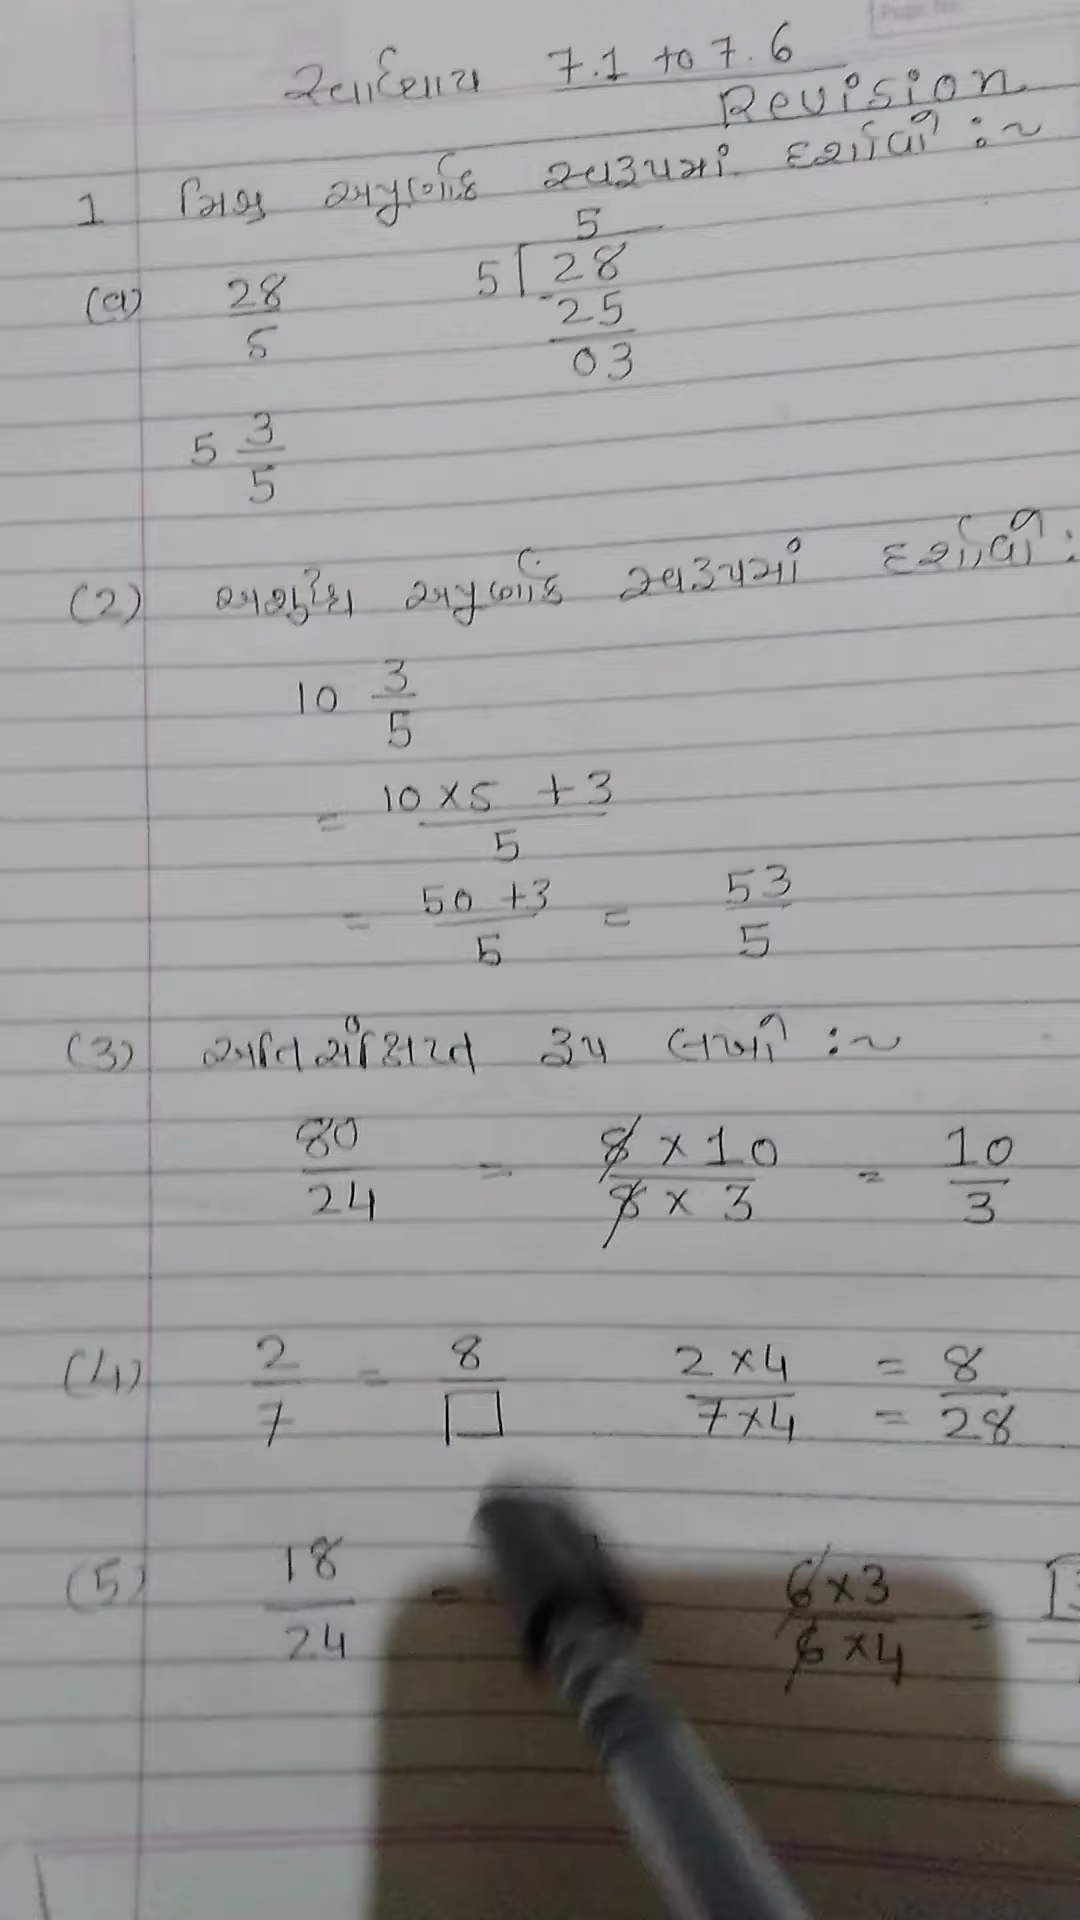 સ્વાધ્યાય 7.1 to 7.6
Revision
1 મિશ્ર અપૂર્ણાંક સ્વરૂપમાં દર્શાવો :~
(a) 28/5
5
5 28
-25
03
5 3/5
(2) અશુદ્ધ અપૂર્ણાંક સ્વરૂપમાં દર્શાવો :
10 3/5
= 10 × 5 + 3 / 5
= 50 + 3 / 5 = 53/5
(3) અતિ સંક્ષિપ્ત રૂપ લખો :~
80/24 = 8 × 10 / 8 × 3 = 10/3
(4) 2/7 = 8/□ 2 × 4 / 7 × 4 = 8 / = 28
(5) 18/24 = 6 × 3 / 6 × 4 =